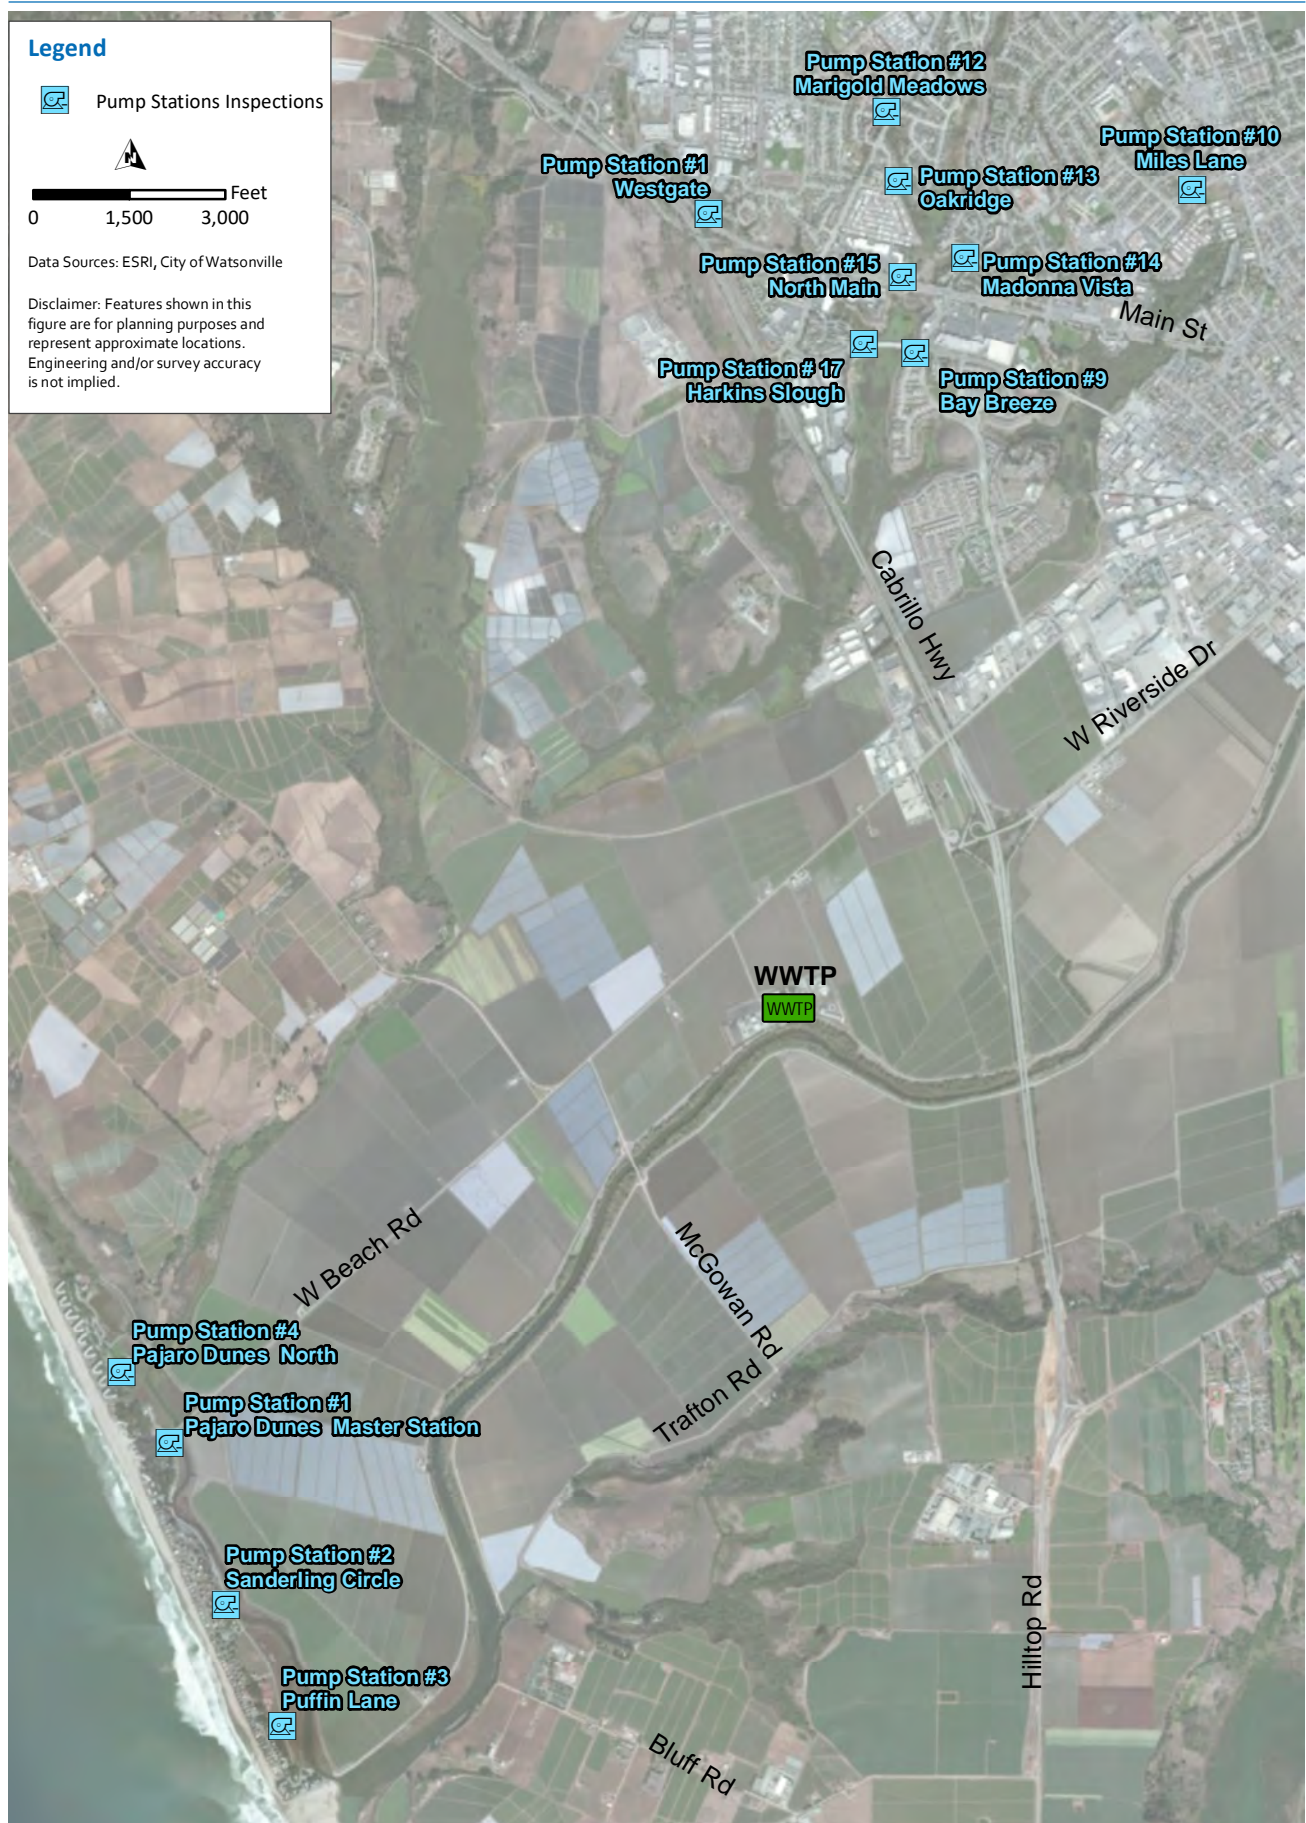 Legend
Pump Stations Inspections
N
Feet
0 1,500 3,000
Data Sources: ESRI, City of Watsonville
Disclaimer: Features shown in this
figure are for planning purposes and
represent approximate locations.
Engineering and/or survey accuracy
is not implied.
Pump Station #12
Marigold Meadows
Pump Station #10
Miles Lane
Pump Station #1
Westgate
Pump Station #13
Oakridge
Pump Station #15
North Main
Pump Station #14
Madonna Vista
Main St
Pump Station # 17
Harkins Slough
Pump Station #9
Bay Breeze
Cabrillo Hwy
W Riverside Dr
WWTP
WWTP
W Beach Rd
McGowan Rd
Trafton Rd
Pump Station #4
Pajaro Dunes North
Pump Station #1
Pajaro Dunes Master Station
Pump Station #2
Sanderling Circle
Hilltop Rd
Pump Station #3
Puffin Lane
Bluff Rd